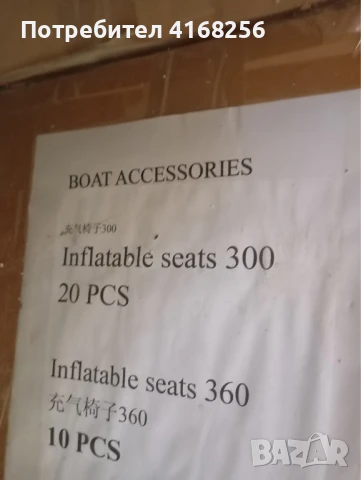 Потребител 4168256
BOAT ACCESSORIES
充气椅子300
Inflatable seats 300
20 PCS
Inflatable seats 360
充气椅子360
10 PCS
BAZAR